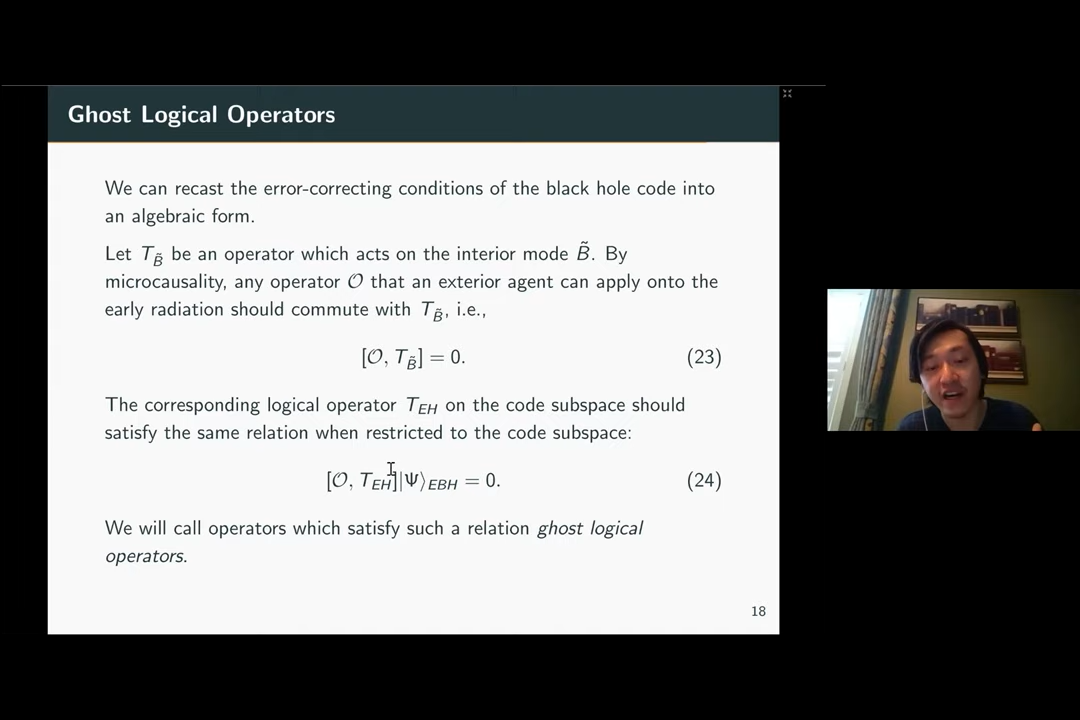 Ghost Logical Operators
We can recast the error-correcting conditions of the black hole code into
an algebraic form.
Let T_B̃ be an operator which acts on the interior mode B̃. By
microcausality, any operator 𝒪 that an exterior agent can apply onto the
early radiation should commute with T_B̃, i.e.,
[𝒪, T_B̃] = 0. (23)
The corresponding logical operator T_EH on the code subspace should
satisfy the same relation when restricted to the code subspace:
[𝒪, T_EH]|Ψ⟩_EBH = 0. (24)
We will call operators which satisfy such a relation ghost logical
operators.
18